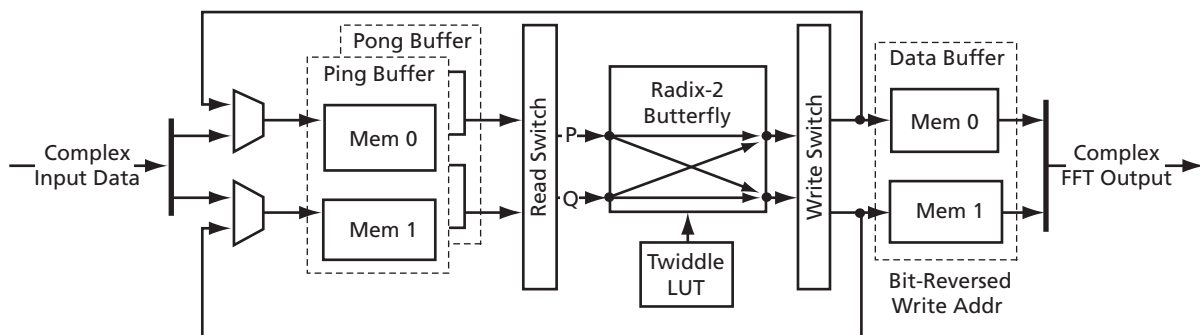 Pong Buffer
Ping Buffer
Mem 0
Mem 1
Complex
Input Data
Read Switch
P
Q
Radix-2
Butterfly
Twiddle
LUT
Write Switch
Data Buffer
Mem 0
Mem 1
Bit-Reversed
Write Addr
Complex
FFT Output